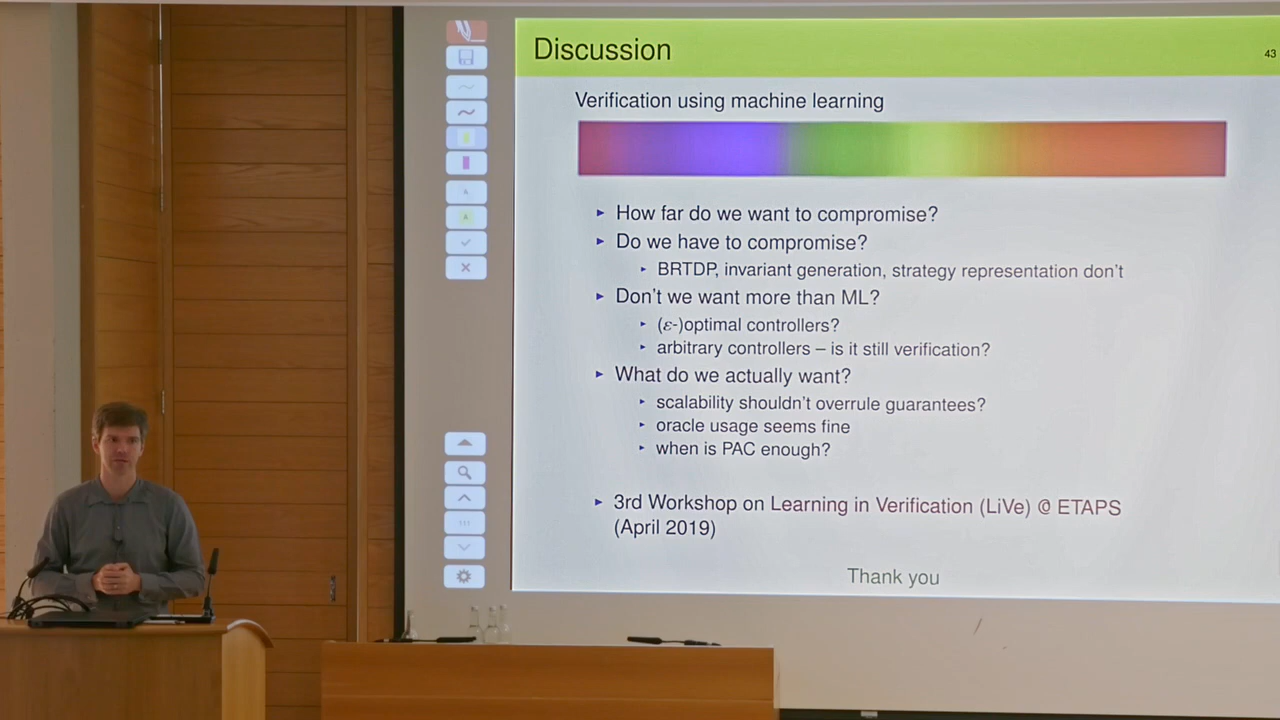 Discussion
43
Verification using machine learning
▸ How far do we want to compromise?
▸ Do we have to compromise?
▸ BRTDP, invariant generation, strategy representation don't
▸ Don't we want more than ML?
▸ (ε-)optimal controllers?
▸ arbitrary controllers – is it still verification?
▸ What do we actually want?
▸ scalability shouldn't overrule guarantees?
▸ oracle usage seems fine
▸ when is PAC enough?
▸ 3rd Workshop on Learning in Verification (LiVe) @ ETAPS
(April 2019)
Thank you